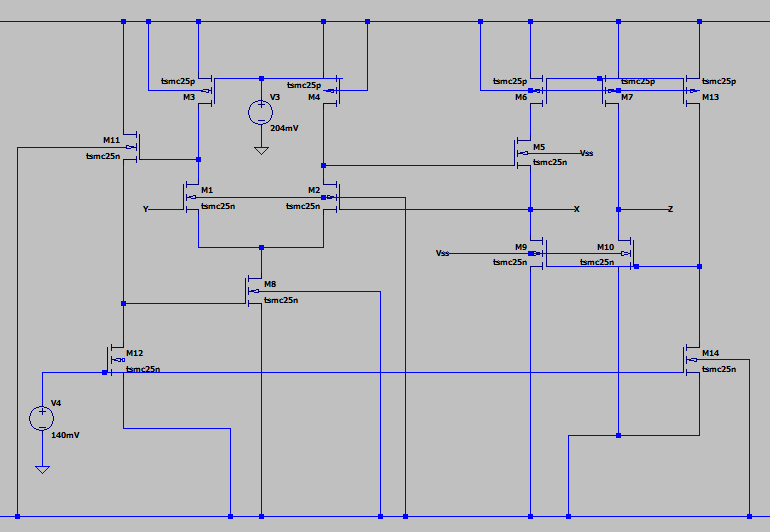 tsmc25p
M3
V3
204mV
tsmc25p
M4
tsmc25p
M6
tsmc25p
M7
tsmc25p
M13
M11
tsmc25n
M5
tsmc25n
Vss
Y
M1
tsmc25n
M2
tsmc25n
X
Z
Vss
M9
tsmc25n
M10
tsmc25n
M8
tsmc25n
M12
tsmc25n
M14
tsmc25n
V4
140mV